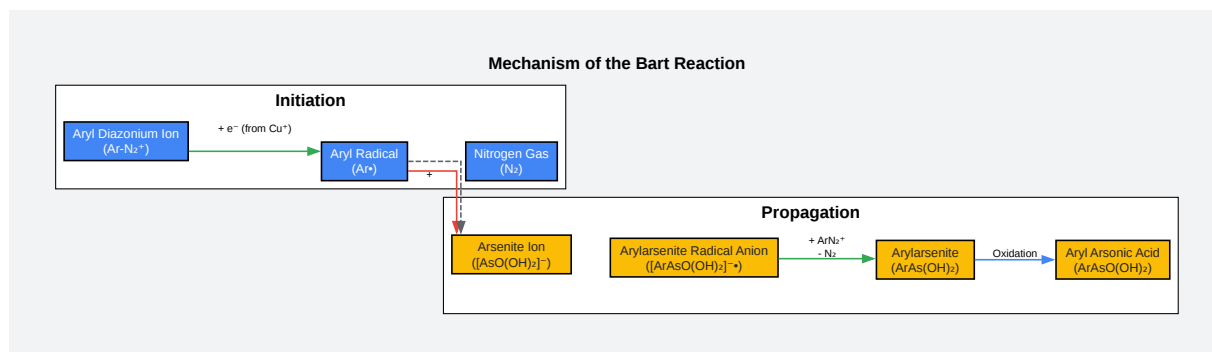 Mechanism of the Bart Reaction
Initiation
Aryl Diazonium Ion
(Ar-N₂⁺)
+ e⁻ (from Cu⁺)
Aryl Radical
(Ar•)
Nitrogen Gas
(N₂)
+
Propagation
Arsenite Ion
([AsO(OH)₂]⁻)
Arylarsenite Radical Anion
([ArAsO(OH)₂]⁻•)
+ ArN₂⁺
- N₂
Arylarsenite
(ArAs(OH)₂)
Oxidation
Aryl Arsonic Acid
(ArAsO(OH)₂)